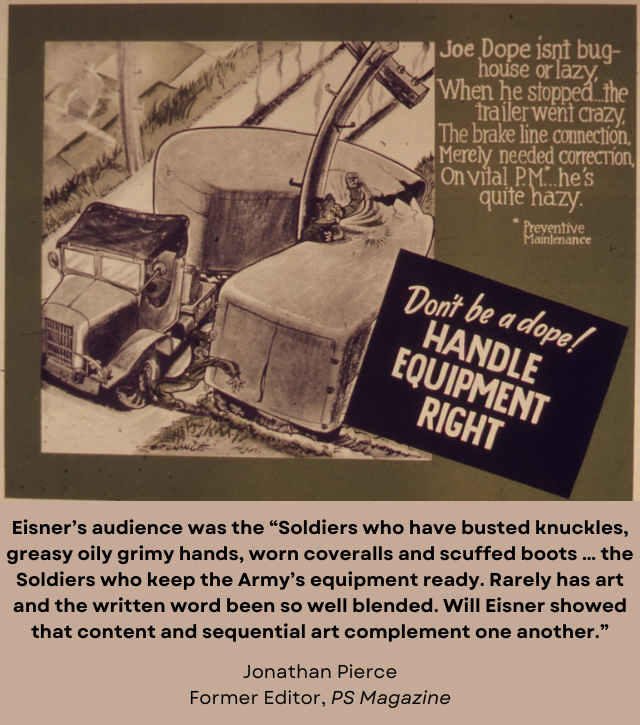 Joe Dope isnt bug-
house or lazy,
When he stopped...the
trailer went crazy,
The brake line connection,
Merely needed correction,
On vital P.M*...he's
quite hazy.
* Preventive
Maintenance
Don't be a dope!
HANDLE
EQUIPMENT
RIGHT
Eisner’s audience was the “Soldiers who have busted knuckles,
greasy oily grimy hands, worn coveralls and scuffed boots … the
Soldiers who keep the Army’s equipment ready. Rarely has art
and the written word been so well blended. Will Eisner showed
that content and sequential art complement one another.”
Jonathan Pierce
Former Editor, PS Magazine